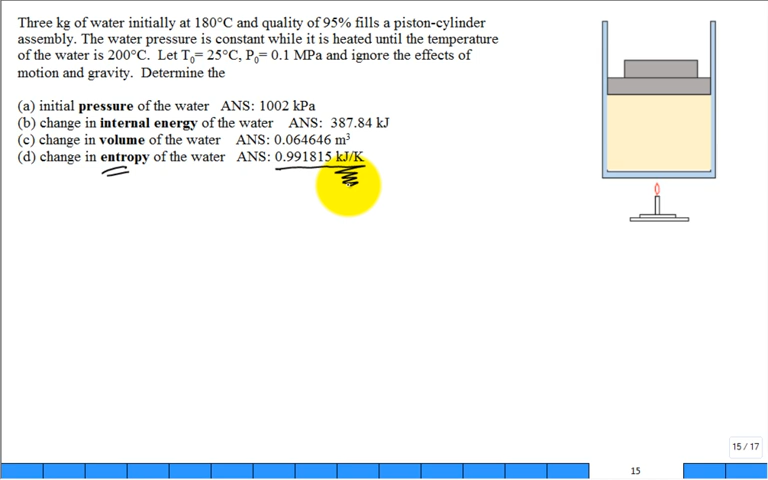 Three kg of water initially at 180°C and quality of 95% fills a piston-cylinder
assembly. The water pressure is constant while it is heated until the temperature
of the water is 200°C. Let T₀= 25°C, P₀= 0.1 MPa and ignore the effects of
motion and gravity. Determine the
(a) initial pressure of the water ANS: 1002 kPa
(b) change in internal energy of the water ANS: 387.84 kJ
(c) change in volume of the water ANS: 0.064646 m³
(d) change in entropy of the water ANS: 0.991815 kJ/K
15 / 17
15